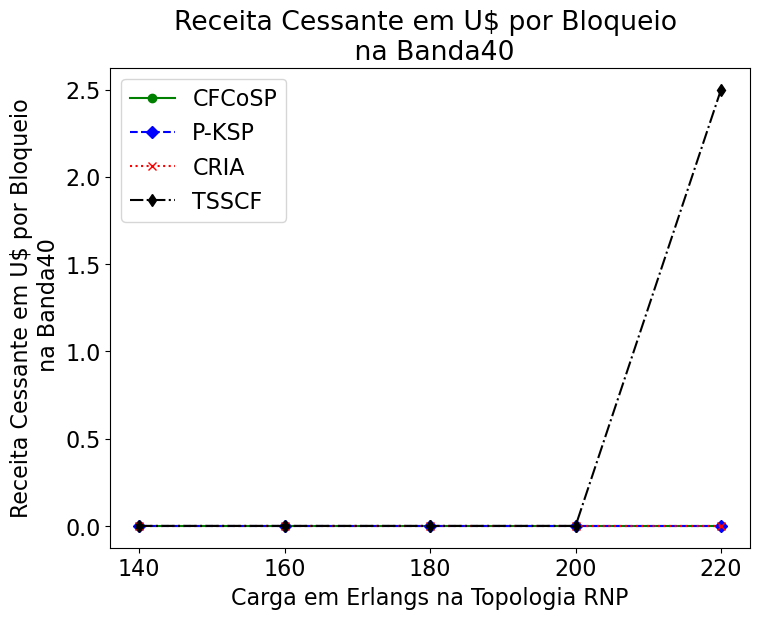 Receita Cessante em U$ por Bloqueio
na Banda40
Receita Cessante em U$ por Bloqueio
na Banda40
2.5
2.0
1.5
1.0
0.5
0.0
CFCoSP
P-KSP
CRIA
TSSCF
140 160 180 200 220
Carga em Erlangs na Topologia RNP